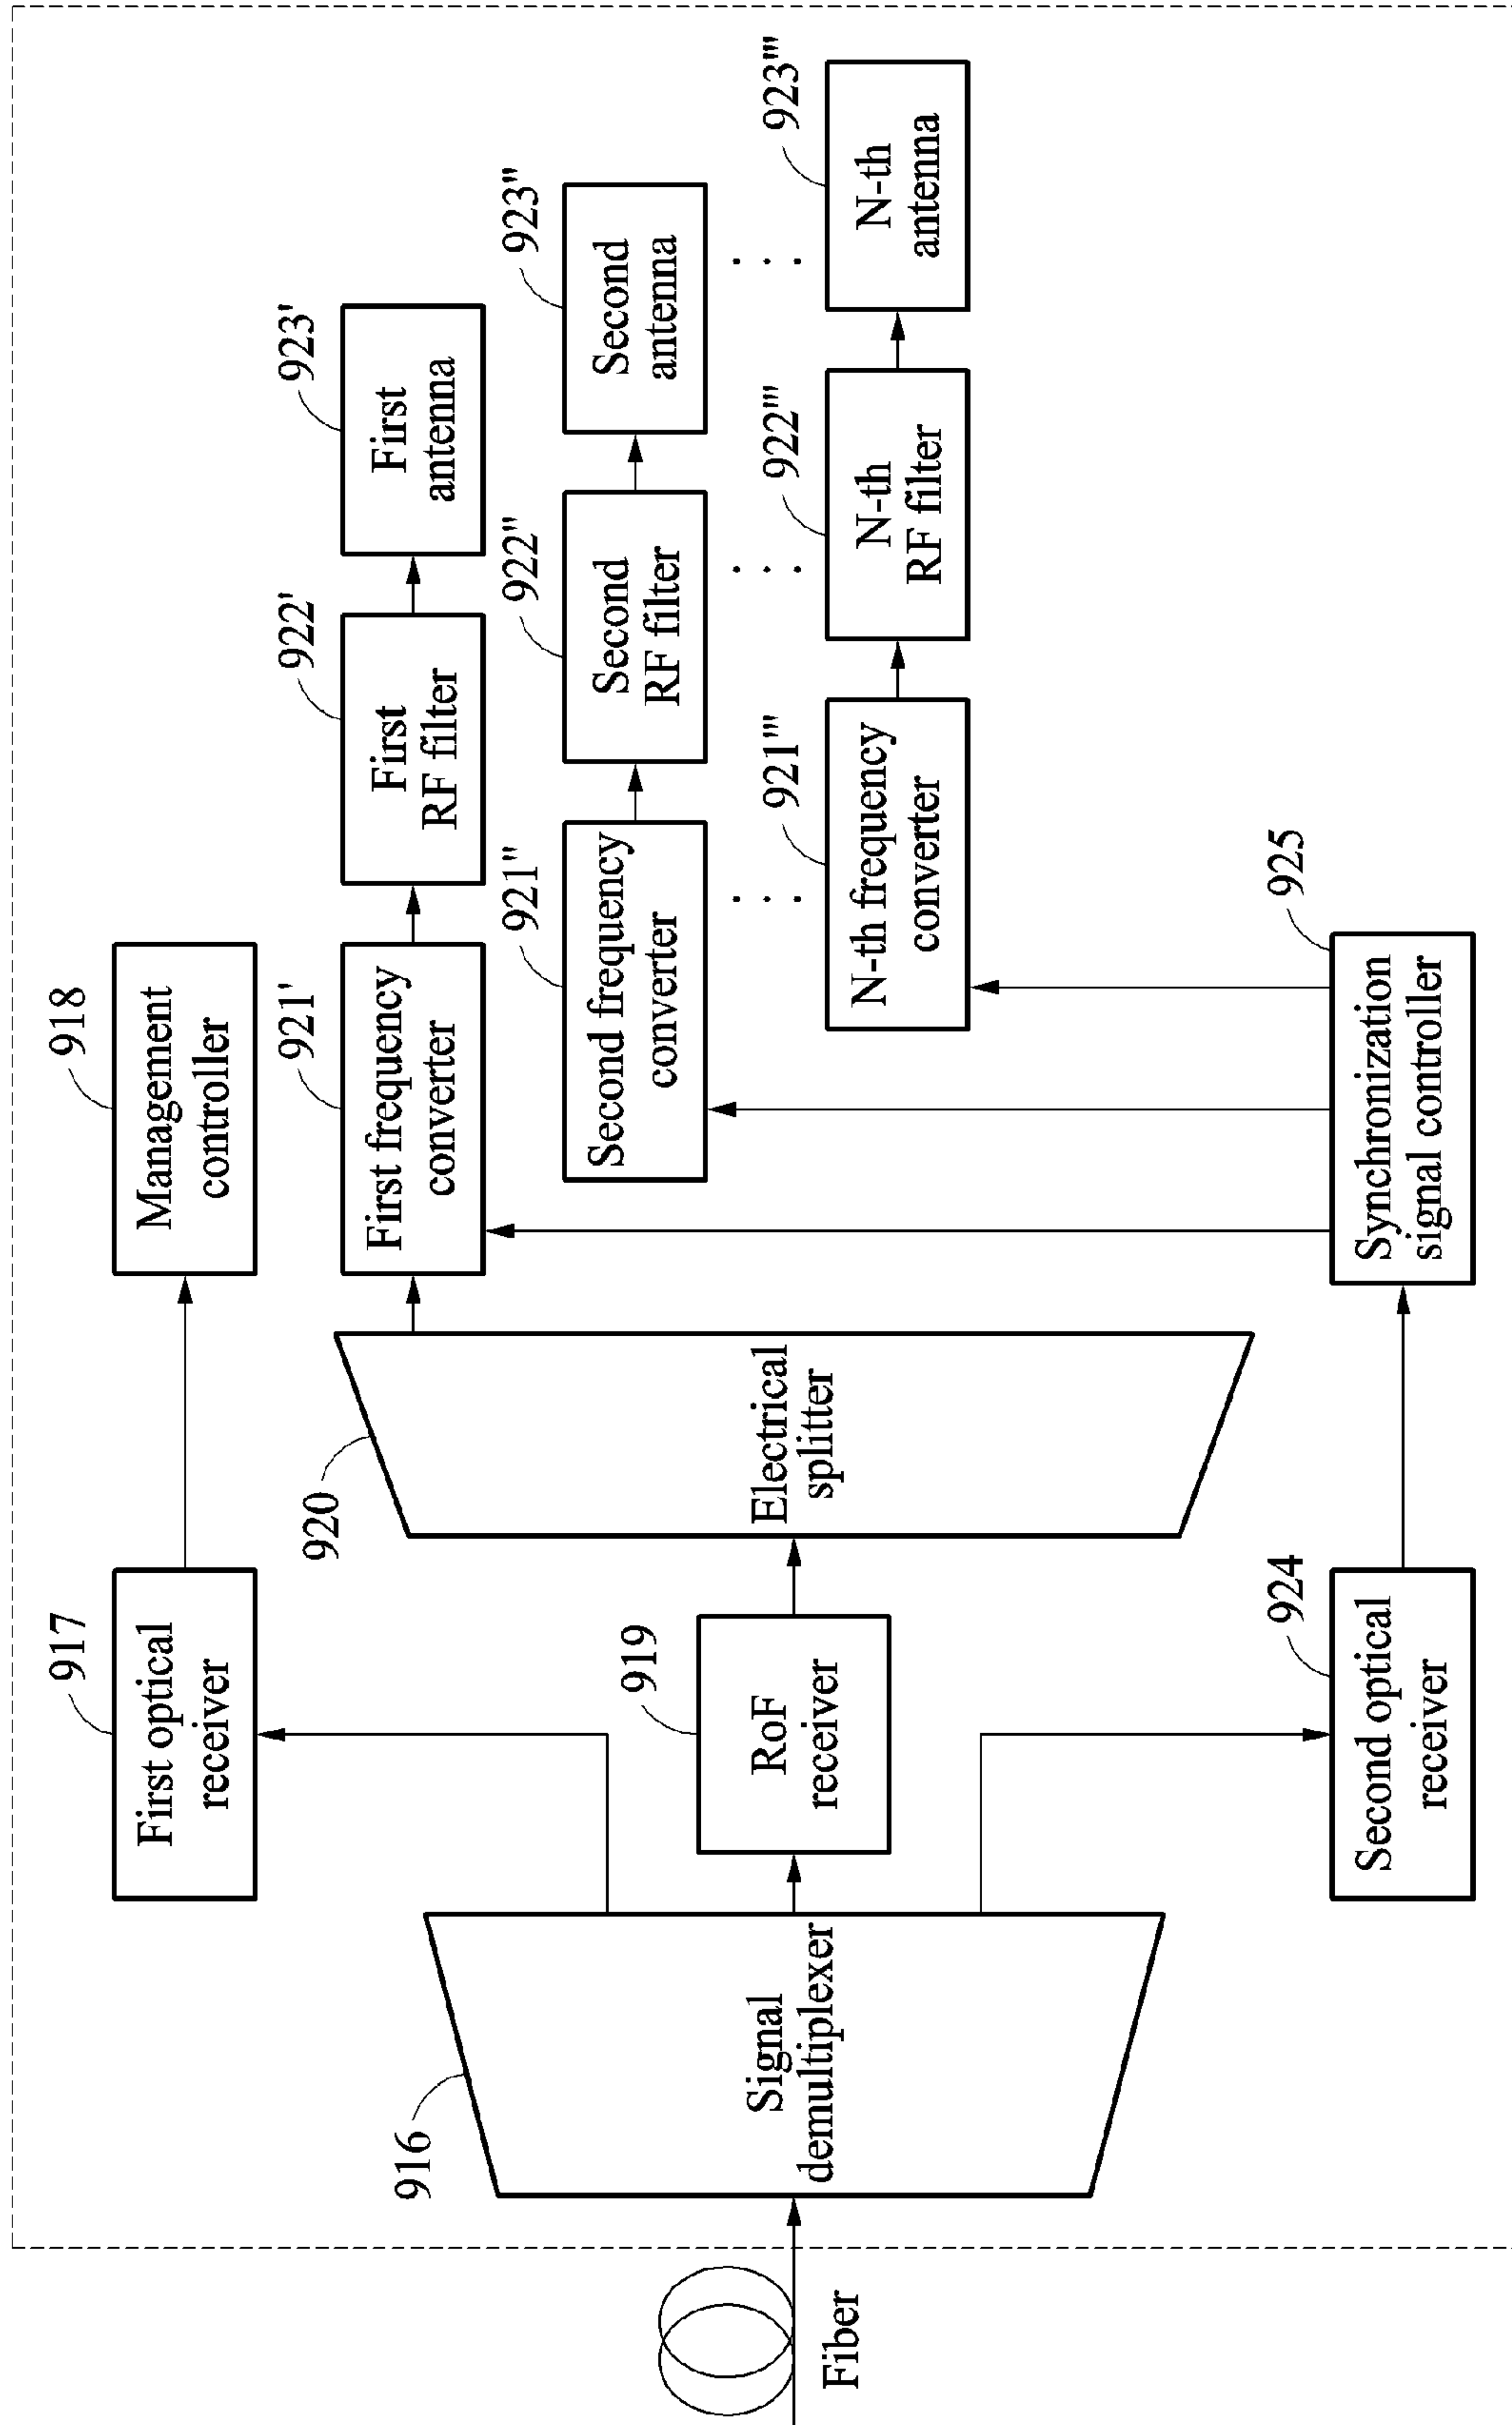 Fiber
916
Signal
demultiplexer
917
First optical
receiver
918
Management
controller
919
RoF
receiver
920
Electrical
splitter
921'
First frequency
converter
922'
First
RF filter
923'
First
antenna
921"
Second frequency
converter
922"
Second
RF filter
923"
Second
antenna
. . .
. . .
. . .
921'"
N-th frequency
converter
922'"
N-th
RF filter
923'"
N-th
antenna
924
Second optical
receiver
925
Synchronization
signal controller